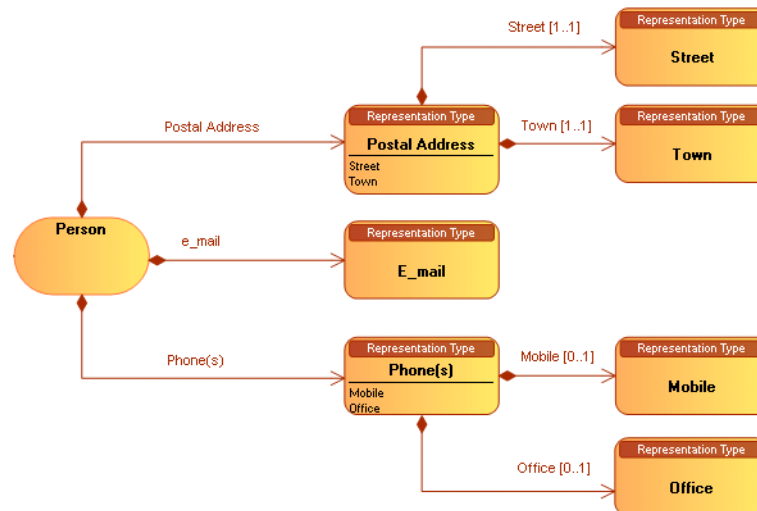 Street [1..1]
Representation Type
Street
Postal Address
Representation Type
Postal Address
Street
Town
Town [1..1]
Representation Type
Town
Person
e_mail
Representation Type
E_mail
Phone(s)
Representation Type
Phone(s)
Mobile
Office
Mobile [0..1]
Representation Type
Mobile
Office [0..1]
Representation Type
Office